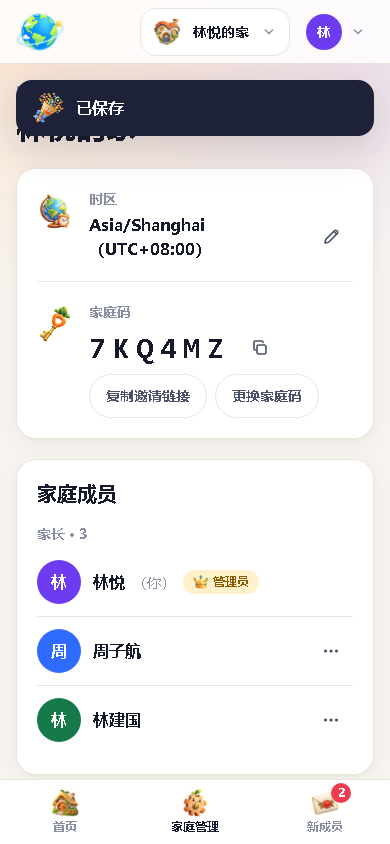 林悦的家
林
已保存
时区
Asia/Shanghai
（UTC+08:00）
家庭码
7KQ4MZ
复制邀请链接
更换家庭码
家庭成员
家长 • 3
林
林悦
（你）
管理员
周
周子航
林
林建国
2
首页
家庭管理
新成员